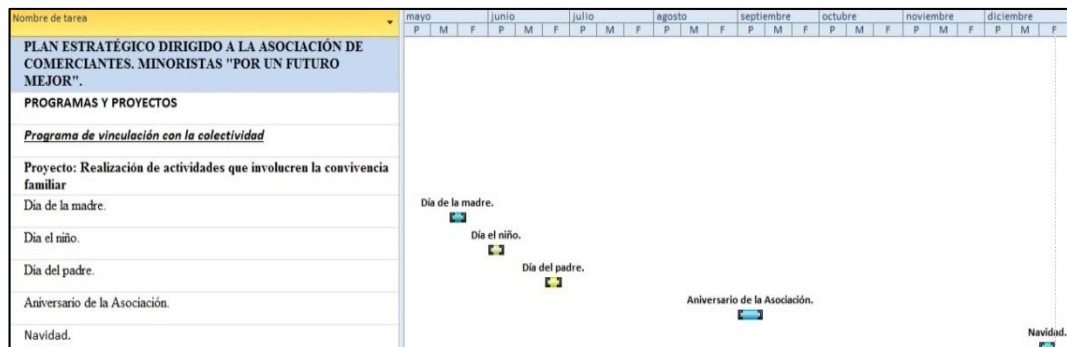 Nombre de tarea
mayo junio julio agosto septiembre octubre noviembre diciembre
P M F P M F P M F P M F P M F P M F P M F P M F
PLAN ESTRATÉGICO DIRIGIDO A LA ASOCIACIÓN DE
COMERCIANTES. MINORISTAS "POR UN FUTURO
MEJOR".
PROGRAMAS Y PROYECTOS
Programa de vinculación con la colectividad
Proyecto: Realización de actividades que involucren la convivencia
familiar
Día de la madre.
Día de la madre.
Dia el niño.
Día el niño.
Dia del padre.
Día del padre.
Aniversario de la Asociación.
Aniversario de la Asociación.
Navidad.
Navidad.